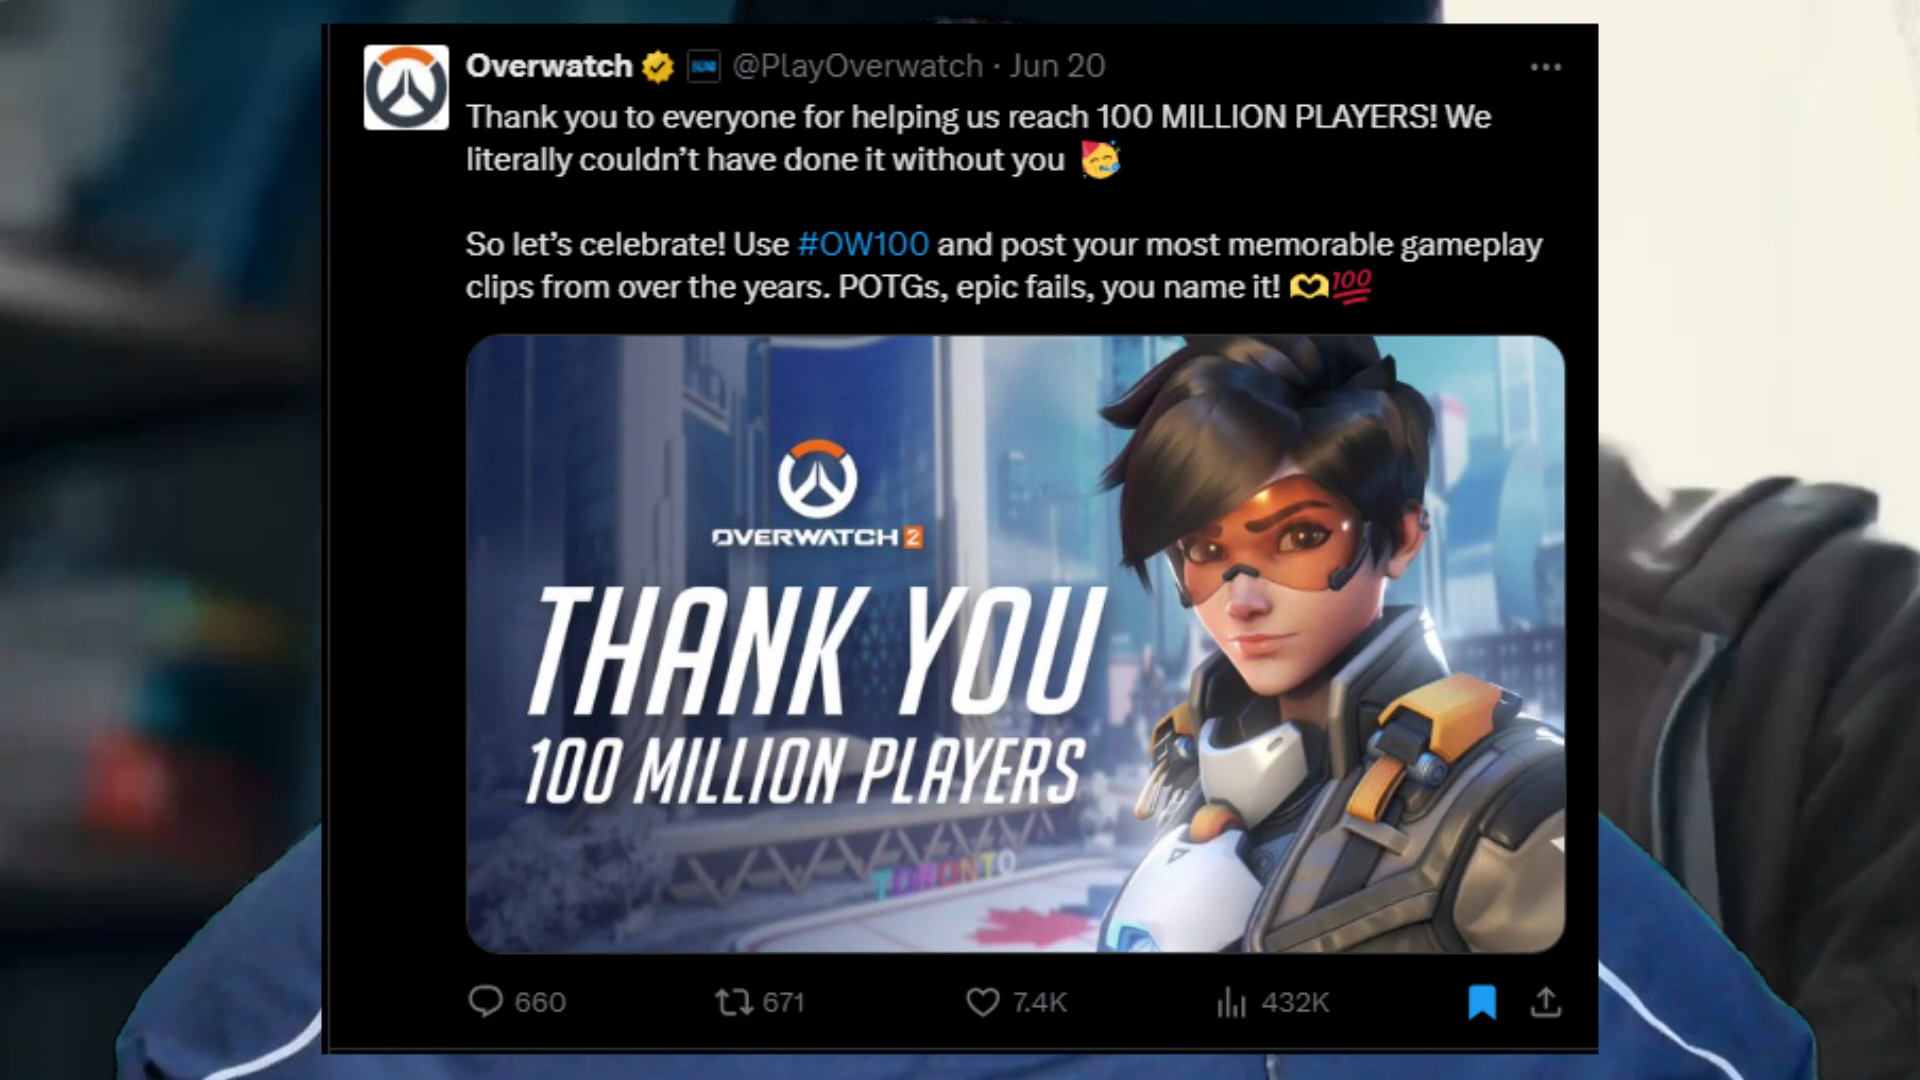 Overwatch @PlayOverwatch · Jun 20
Thank you to everyone for helping us reach 100 MILLION PLAYERS! We
literally couldn't have done it without you 🥳
So let's celebrate! Use #OW100 and post your most memorable gameplay
clips from over the years. POTGs, epic fails, you name it! 🫶💯
OVERWATCH 2
THANK YOU
100 MILLION PLAYERS
TORONTO
660 671 7.4K 432K